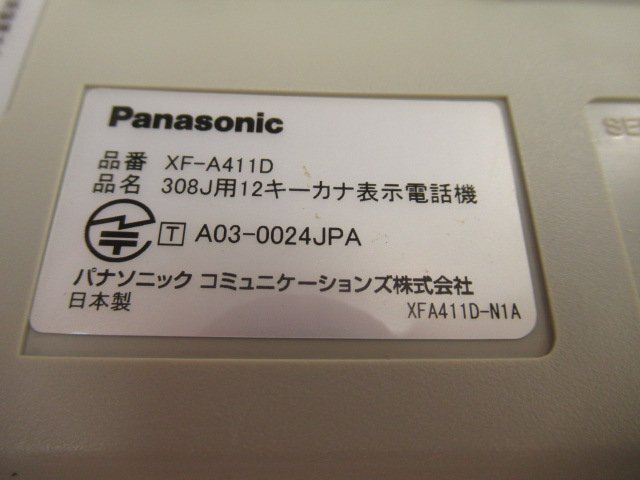 Panasonic
品番 XF-A411D
品名 308J用12キーカナ表示電話機
T A03-0024JPA
パナソニック コミュニケーションズ株式会社
日本製 XFA411D-N1A
SE